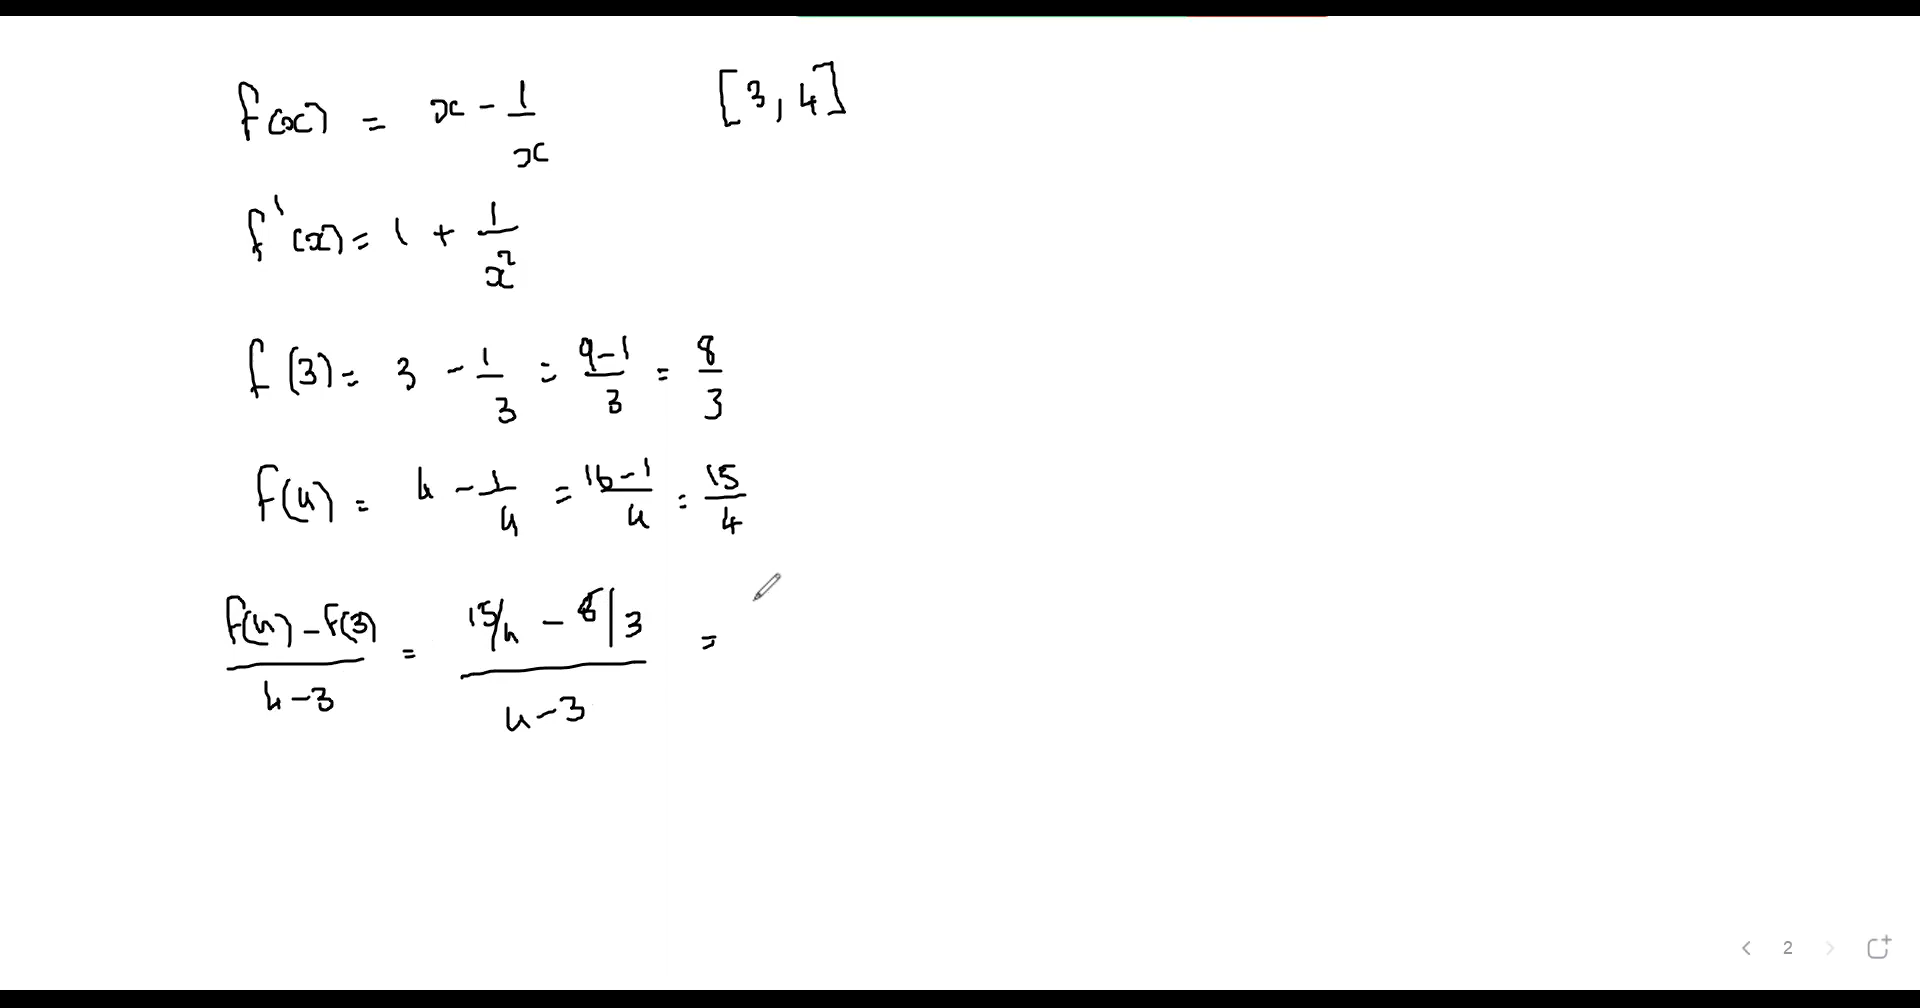 f(x) = x - 1/x [3, 4]
f'(x) = 1 + 1/x²
f(3) = 3 - 1/3 = (9-1)/3 = 8/3
f(4) = 4 - 1/4 = (16-1)/4 = 15/4
(f(4) - f(3))/(4-3) = (15/4 - 8/3)/(4-3) =
2